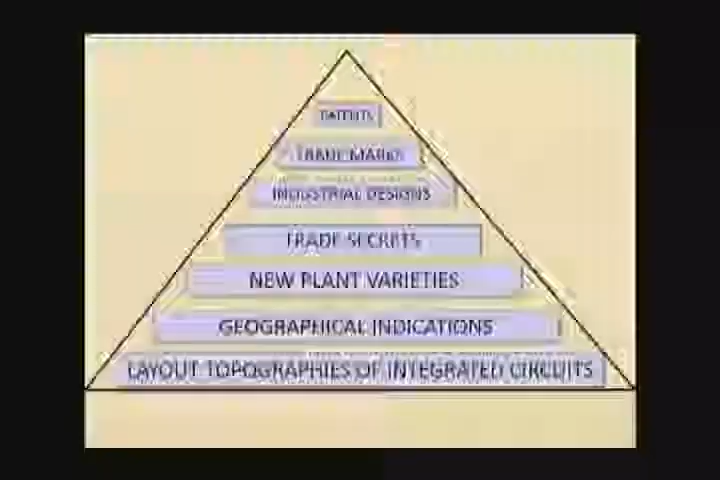 PATENTS
TRADE MARKS
INDUSTRIAL DESIGNS
TRADE SECRETS
NEW PLANT VARIETIES
GEOGRAPHICAL INDICATIONS
LAYOUT TOPOGRAPHIES OF INTEGRATED CIRCUITS